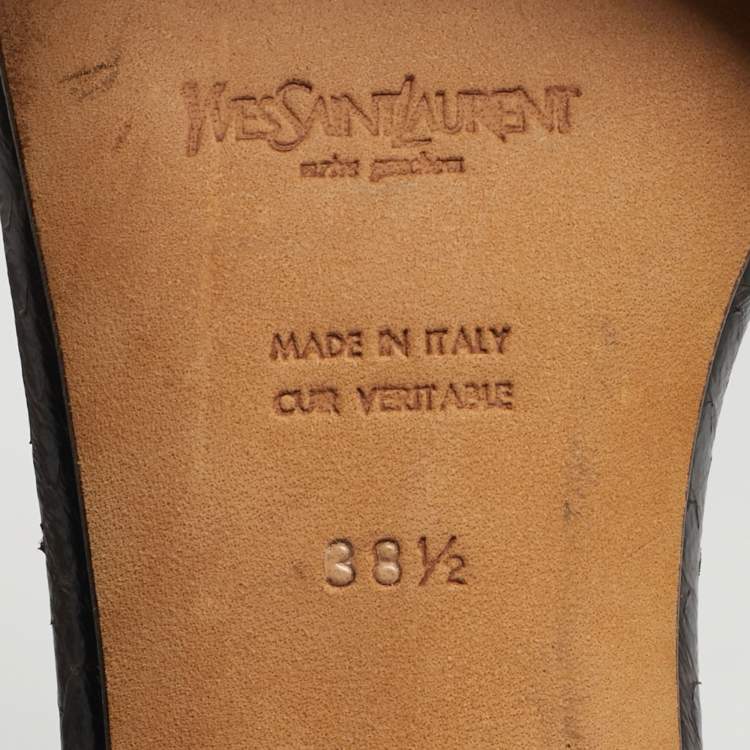 YVESSAINTLAURENT
rive gauche
MADE IN ITALY
CUIR VERITABLE
38½